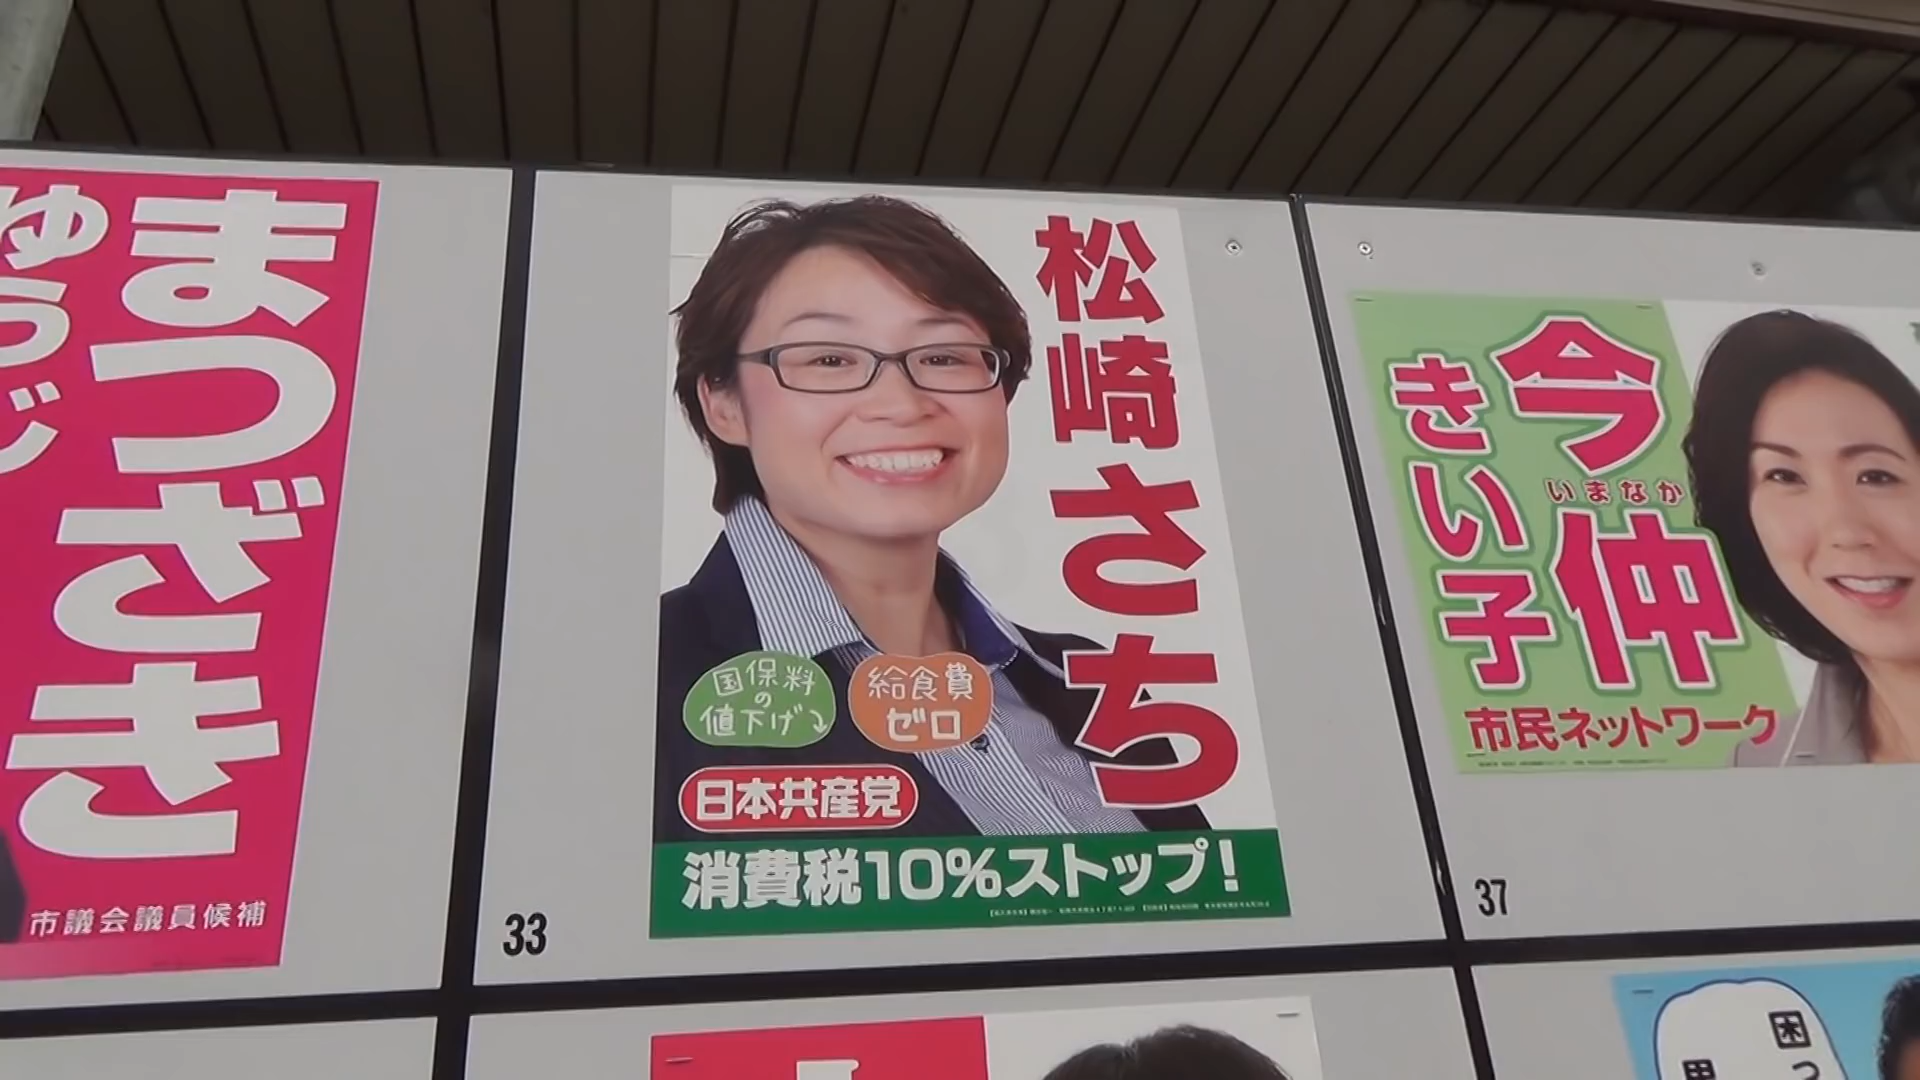 まつざき
ゆうじ
市議会議員候補
松崎さち
国保料
の
値下げ
給食費
ゼロ
日本共産党
消費税10%ストップ!
33
今仲
いまなか
きい子
市民ネットワーク
37
困っ